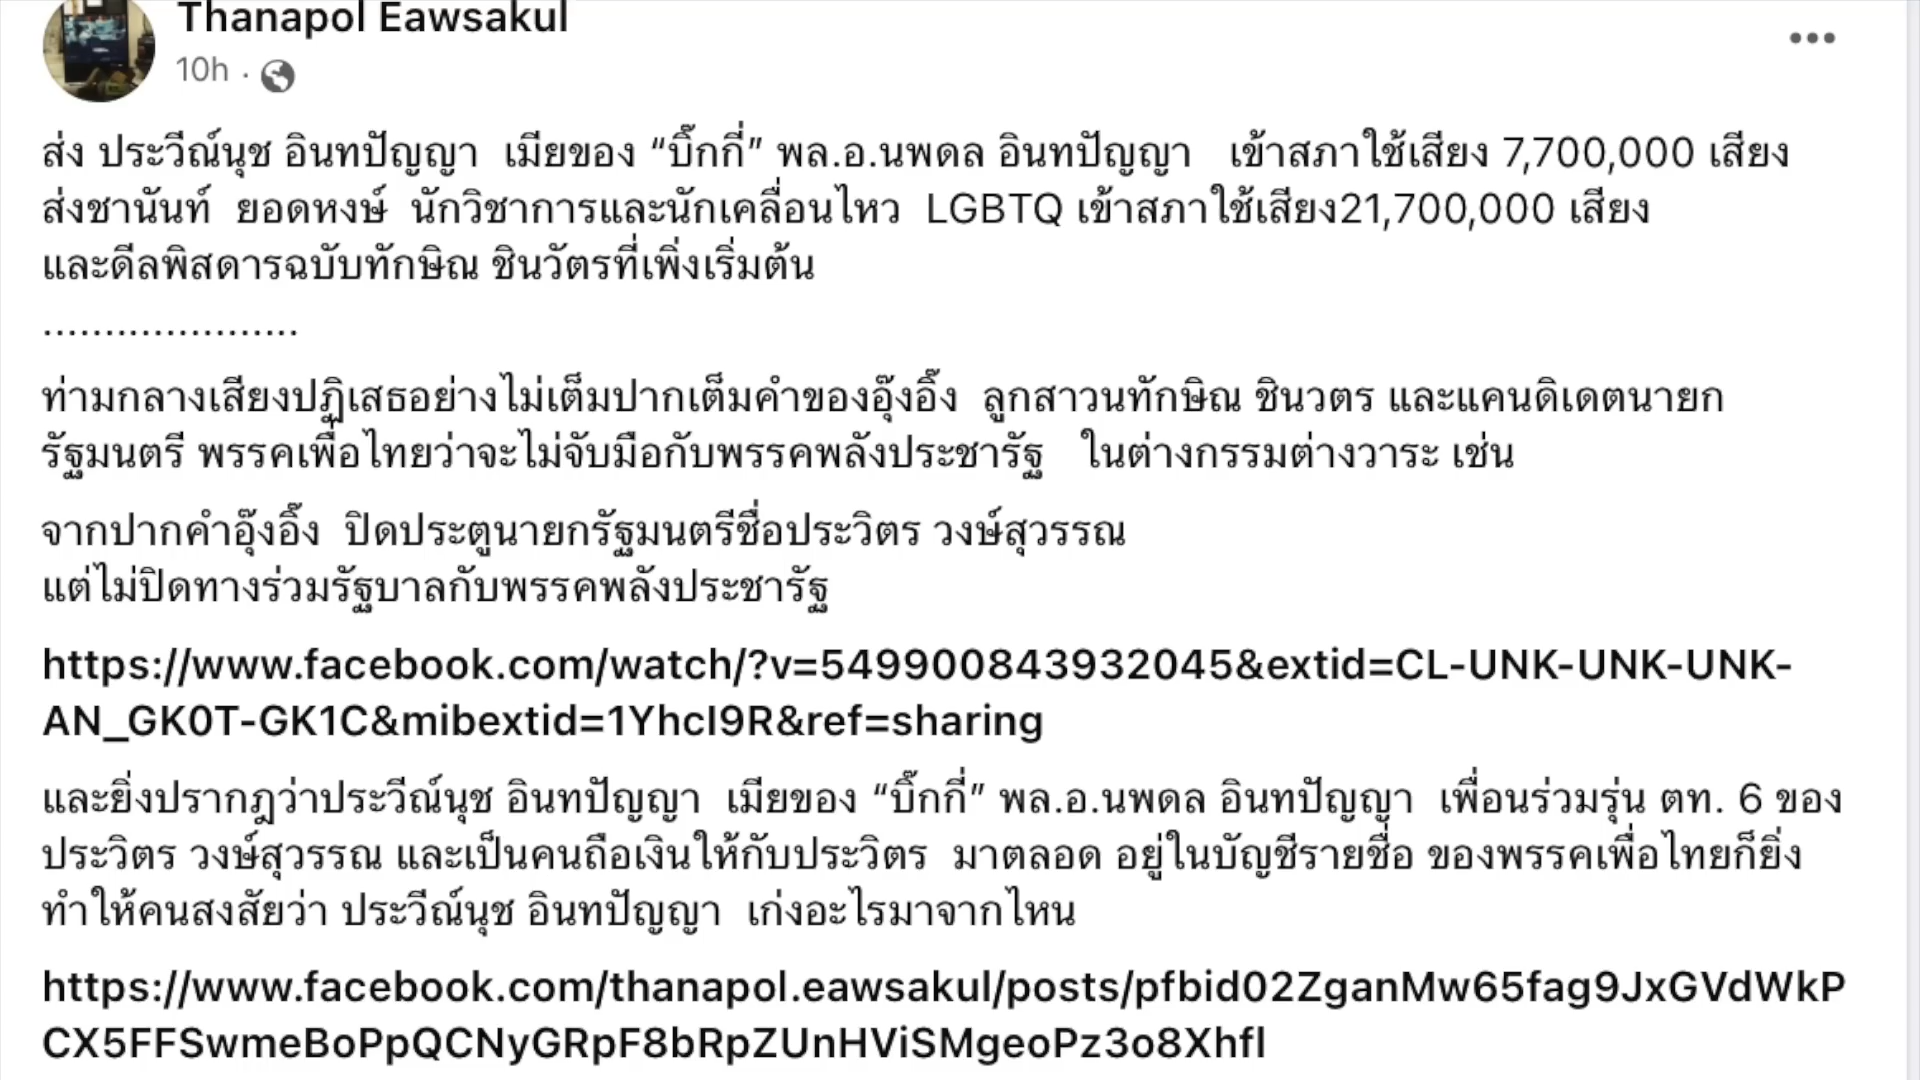 Thanapol Eawsakul
10h ·
ส่ง ประวีณ์นุช อินทปัญญา เมียของ “บิ๊กกี่” พล.อ.นพดล อินทปัญญา เข้าสภาใช้เสียง 7,700,000 เสียง
ส่งชานันท์ ยอดหงษ์ นักวิชาการและนักเคลื่อนไหว LGBTQ เข้าสภาใช้เสียง21,700,000 เสียง
และดีลพิสดารฉบับทักษิณ ชินวัตรที่เพิ่งเริ่มต้น
.....................
ท่ามกลางเสียงปฏิเสธอย่างไม่เต็มปากเต็มคำของอุ๊งอิ๊ง ลูกสาวนทักษิณ ชินวตร และแคนดิเดตนายก
รัฐมนตรี พรรคเพื่อไทยว่าจะไม่จับมือกับพรรคพลังประชารัฐ ในต่างกรรมต่างวาระ เช่น
จากปากคำอุ๊งอิ๊ง ปิดประตูนายกรัฐมนตรีชื่อประวิตร วงษ์สุวรรณ
แต่ไม่ปิดทางร่วมรัฐบาลกับพรรคพลังประชารัฐ
https://www.facebook.com/watch/?v=549900843932045&extid=CL-UNK-UNK-UNK-
AN_GK0T-GK1C&mibextid=1YhcI9R&ref=sharing
และยิ่งปรากฎว่าประวีณ์นุช อินทปัญญา เมียของ “บิ๊กกี่” พล.อ.นพดล อินทปัญญา เพื่อนร่วมรุ่น ตท. 6 ของ
ประวิตร วงษ์สุวรรณ และเป็นคนถือเงินให้กับประวิตร มาตลอด อยู่ในบัญชีรายชื่อ ของพรรคเพื่อไทยก็ยิ่ง
ทำให้คนสงสัยว่า ประวีณ์นุช อินทปัญญา เก่งอะไรมาจากไหน
https://www.facebook.com/thanapol.eawsakul/posts/pfbid02ZganMw65fag9JxGVdWkP
CX5FFSwmeBoPpQCNyGRpF8bRpZUnHViSMgeoPz3o8Xhfl